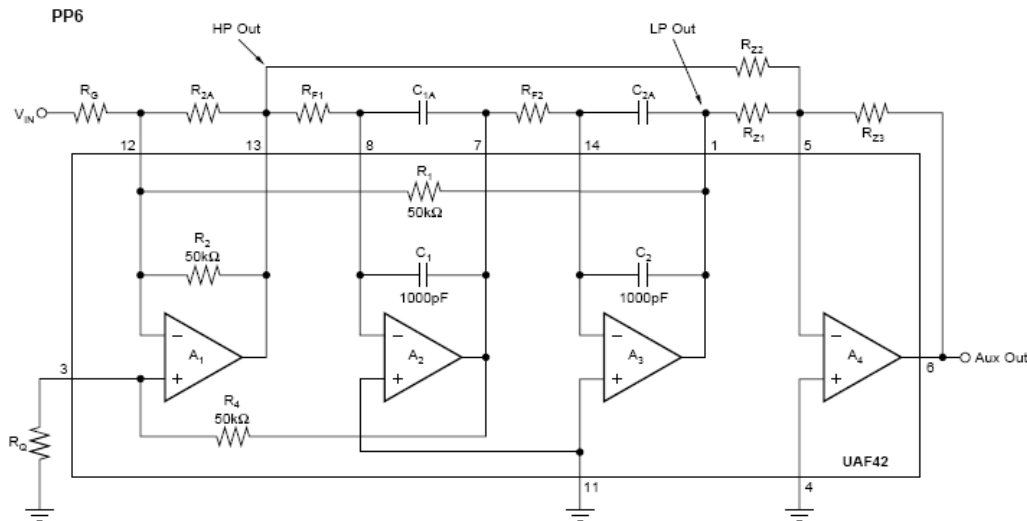 PP6
HP Out
LP Out
R_Z2
V_IN
R_G
R_2A
R_F1
C_1A
R_F2
C_2A
R_Z1
R_Z3
12
13
8
7
14
1
5
R_1
50kΩ
R_2
50kΩ
C_1
1000pF
C_2
1000pF
−
A_1
+
−
A_2
+
−
A_3
+
−
A_4
+
3
6
Aux Out
R_4
50kΩ
R_Q
UAF42
11
4